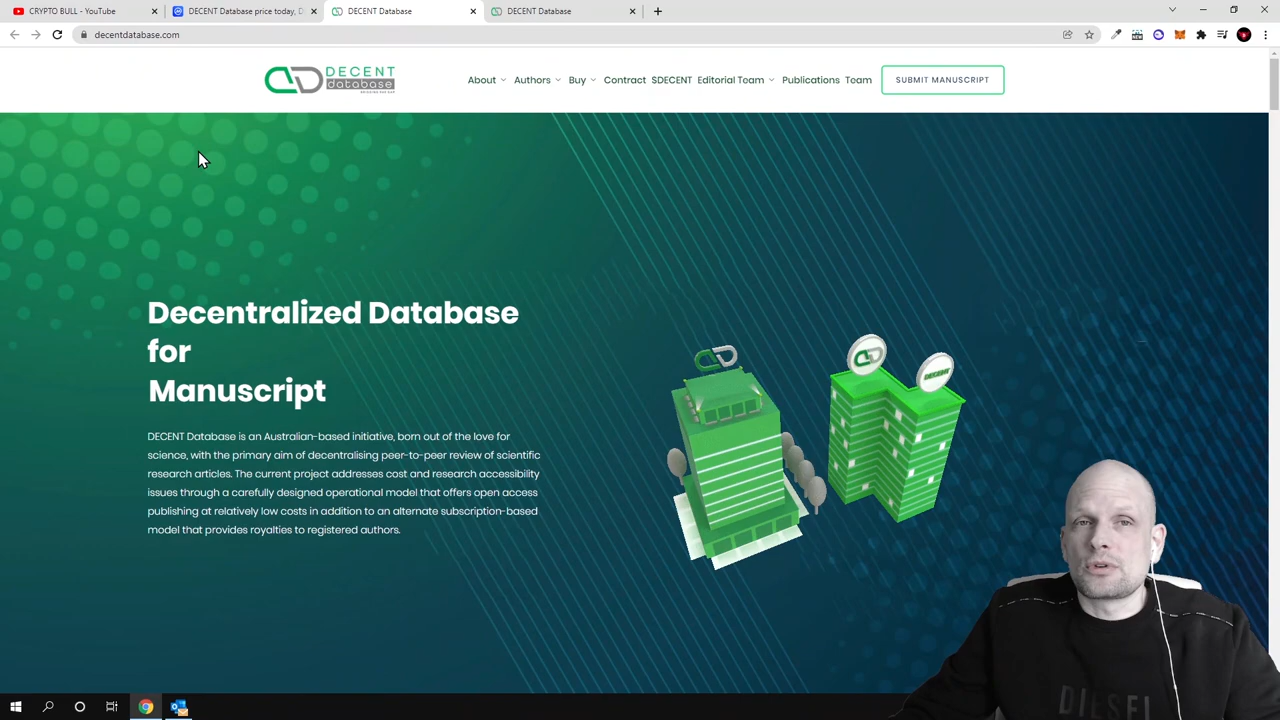 CRYPTO BULL - YouTube
DECENT Database price today, D
DECENT Database
DECENT Database
decentdatabase.com
DECENT
database
About
Authors
Buy
Contract
$DECENT
Editorial Team
Publications
Team
SUBMIT MANUSCRIPT
Decentralized Database
for
Manuscript
DECENT Database is an Australian-based initiative, born out of the love for
science, with the primary aim of decentralising peer-to-peer review of scientific
research articles. The current project addresses cost and research accessibility
issues through a carefully designed operational model that offers open access
publishing at relatively low costs in addition to an alternate subscription-based
model that provides royalties to registered authors.
DECENT
DIESEL